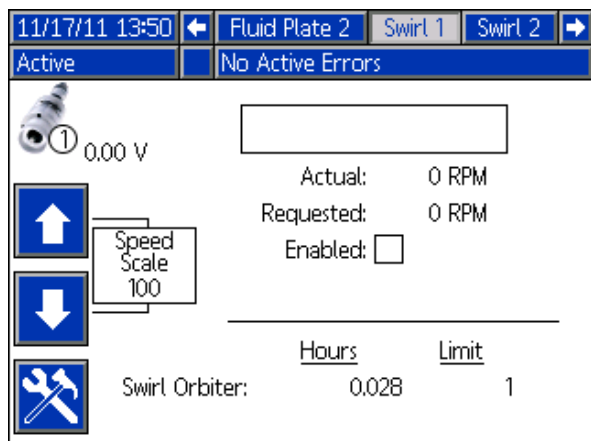 11/17/11 13:50 Fluid Plate 2 Swirl 1 Swirl 2
Active No Active Errors
1 0.00 V
Actual: 0 RPM
Requested: 0 RPM
Enabled:
Speed
Scale
100
Hours Limit
Swirl Orbiter: 0.028 1